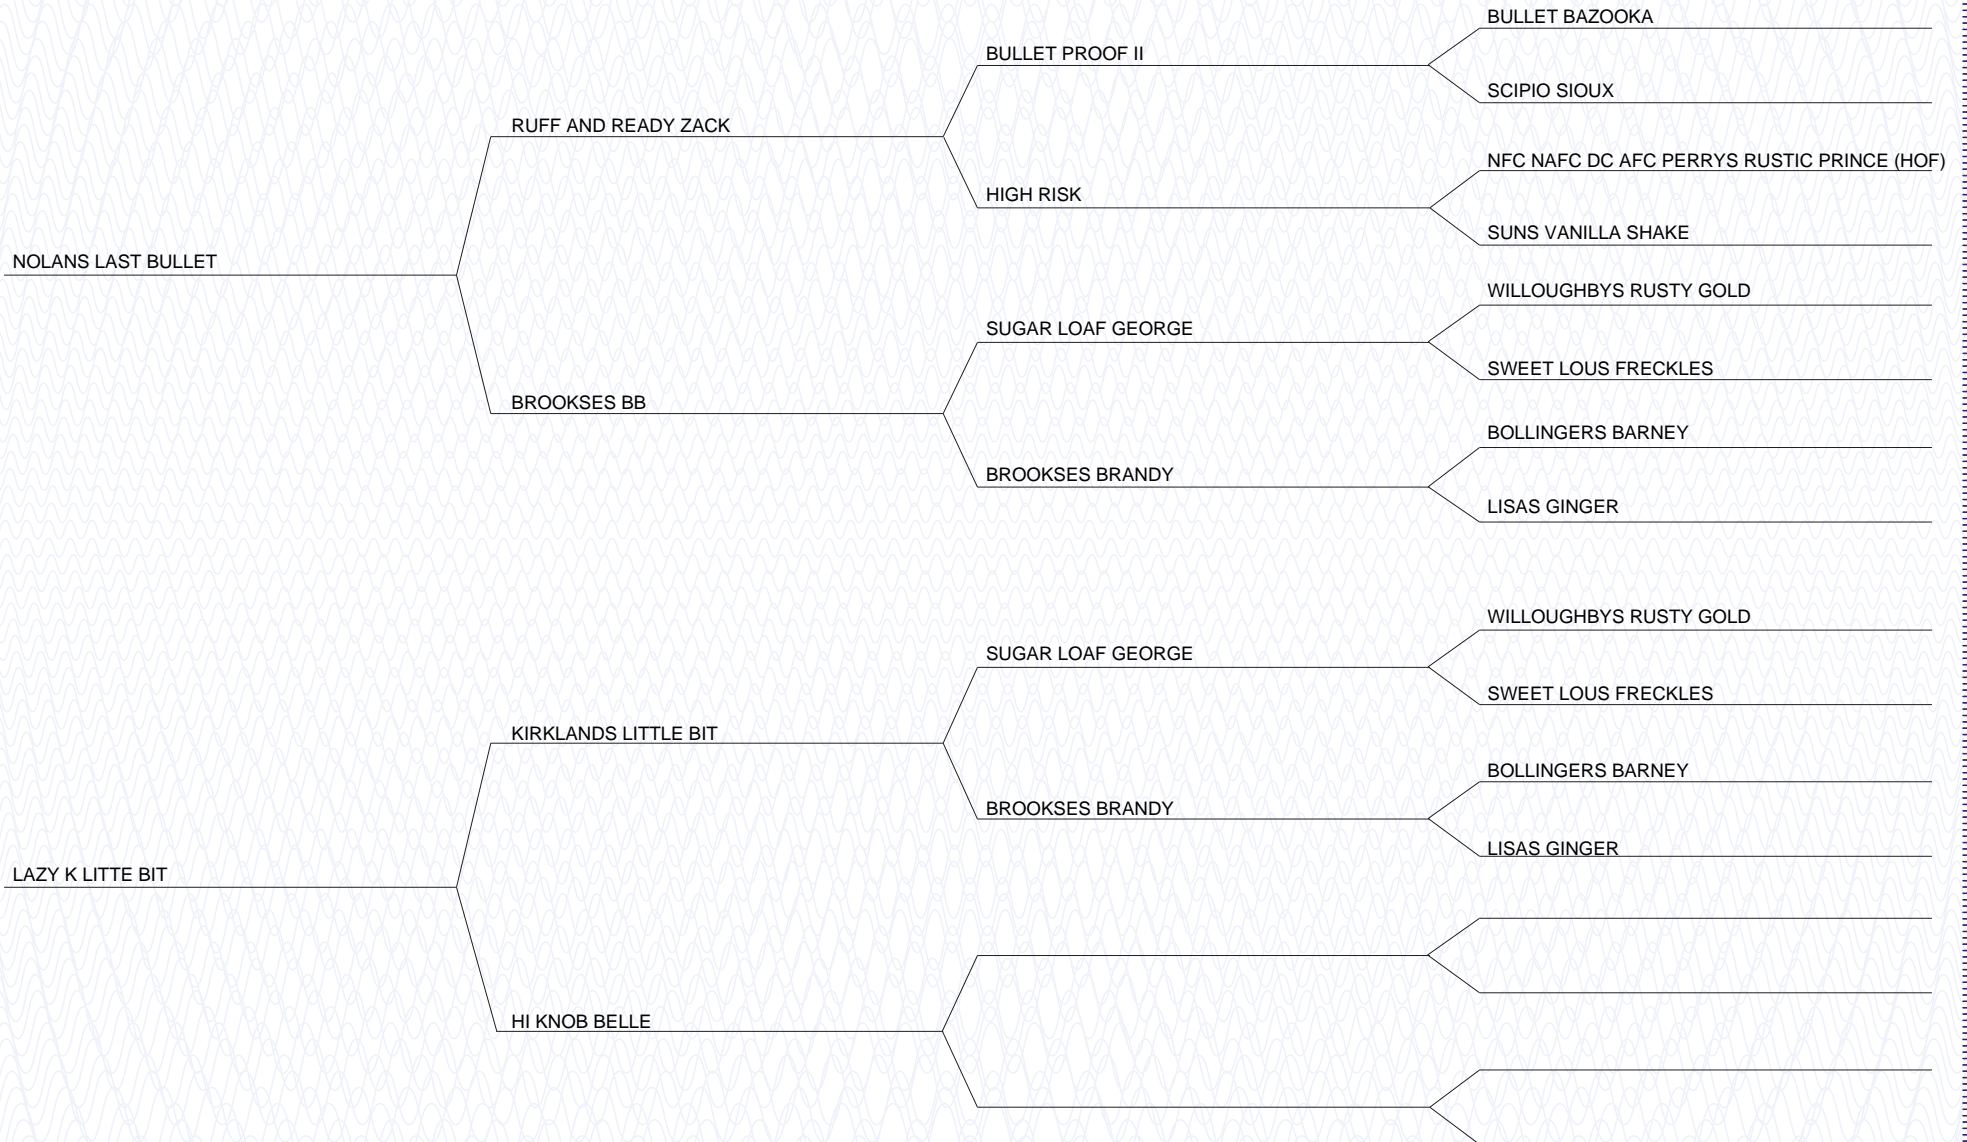 BULLET BAZOOKA
BULLET PROOF II
SCIPIO SIOUX
RUFF AND READY ZACK
NFC NAFC DC AFC PERRYS RUSTIC PRINCE (HOF)
HIGH RISK
SUNS VANILLA SHAKE
NOLANS LAST BULLET
WILLOUGHBYS RUSTY GOLD
SUGAR LOAF GEORGE
SWEET LOUS FRECKLES
BROOKSES BB
BOLLINGERS BARNEY
BROOKSES BRANDY
LISAS GINGER
WILLOUGHBYS RUSTY GOLD
SUGAR LOAF GEORGE
SWEET LOUS FRECKLES
KIRKLANDS LITTLE BIT
BOLLINGERS BARNEY
BROOKSES BRANDY
LISAS GINGER
LAZY K LITTE BIT
HI KNOB BELLE